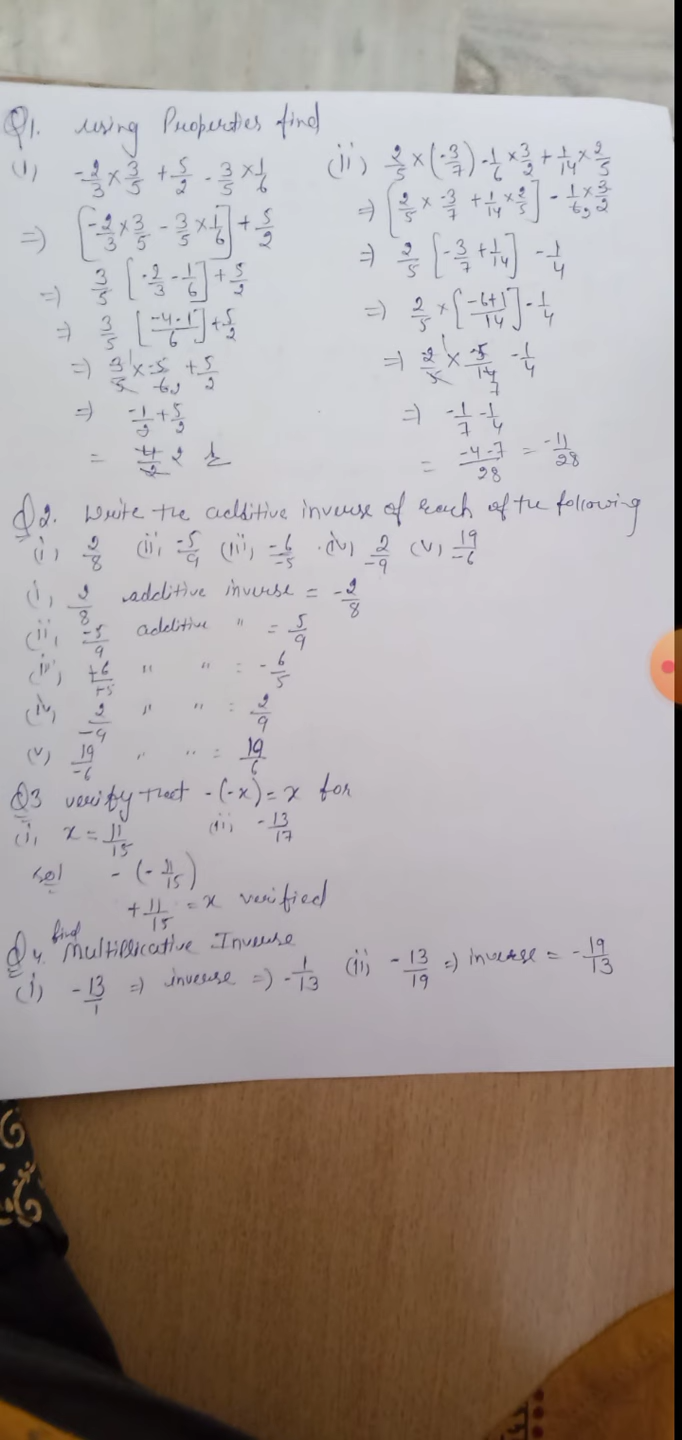 Q1. Using Properties find
(i) -2/3 × 3/5 + 5/2 - 3/5 × 1/6
⇒ [-2/3 × 3/5 - 3/5 × 1/6] + 5/2
⇒ 3/5 [-2/3 - 1/6] + 5/2
⇒ 3/5 [-4-1/6] + 5/2
⇒ 3/5 × -5/6 + 5/2
⇒ -1/2 + 5/2
= 4/2 2
(ii) 2/5 × (-3/7) - 1/6 × 3/2 + 1/14 × 2/5
⇒ [2/5 × -3/7 + 1/14 × 2/5] - 1/6 × 3/2
⇒ 2/5 [-3/7 + 1/14] - 1/4
⇒ 2/5 × [-6+1/14] - 1/4
⇒ 2/5 × -5/14 - 1/4
⇒ -1/7 - 1/4
= -4-7/28 = -11/28
Q2. Write the additive inverse of each of the following
(i) 2/8 (ii) -5/9 (iii) -6/-5 (iv) 2/-9 (v) 19/-6
(i) 2/8 additive inverse = -2/8
(ii) -5/9 additive " = 5/9
(iii) +6/+5 " " = -6/5
(iv) 2/-9 " " = 2/9
(v) 19/-6 " " = 19/6
Q3 verify that -(-x) = x for
(i) x = 11/15 (ii) -13/17
sol -(-11/15)
+11/15 = x verified
Q4. find Multiplicative Inverse
(i) -13/1 ⇒ inverse ⇒ -1/13 (ii) -13/19 ⇒ inverse = -19/13